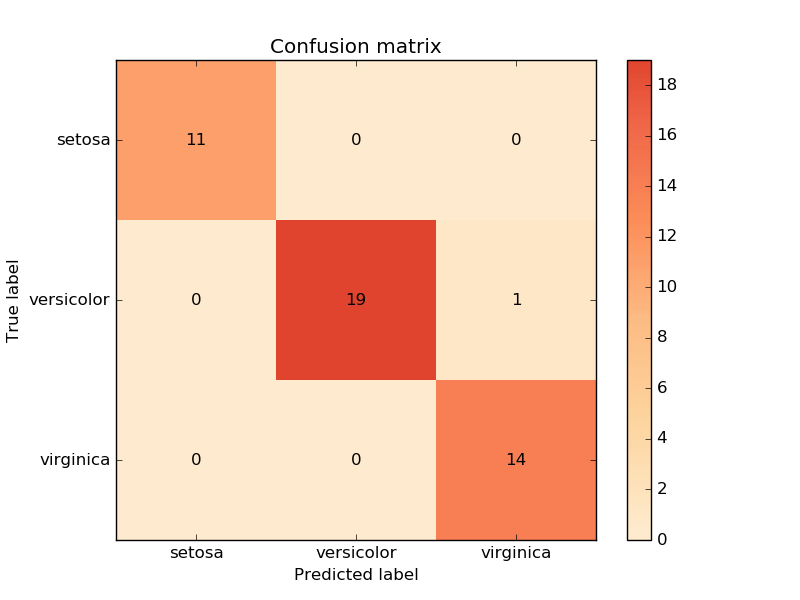 Confusion matrix
True label
setosa 11 0 0
versicolor 0 19 1
virginica 0 0 14
setosa versicolor virginica
Predicted label
18
16
14
12
10
8
6
4
2
0